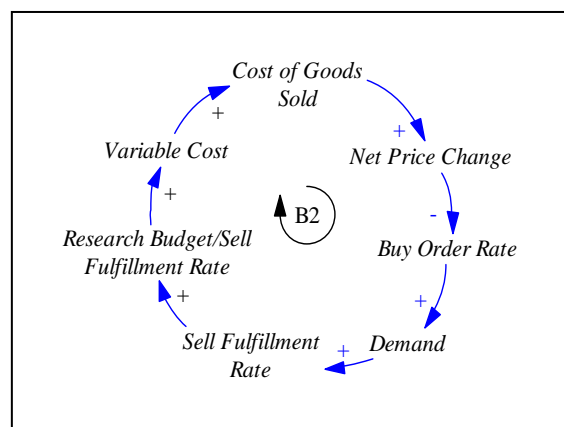 Cost of Goods
Sold
+
+
Variable Cost
Net Price Change
+
-
B2
Research Budget/Sell
Fulfillment Rate
Buy Order Rate
+
+
Sell Fulfillment
Rate
+
Demand